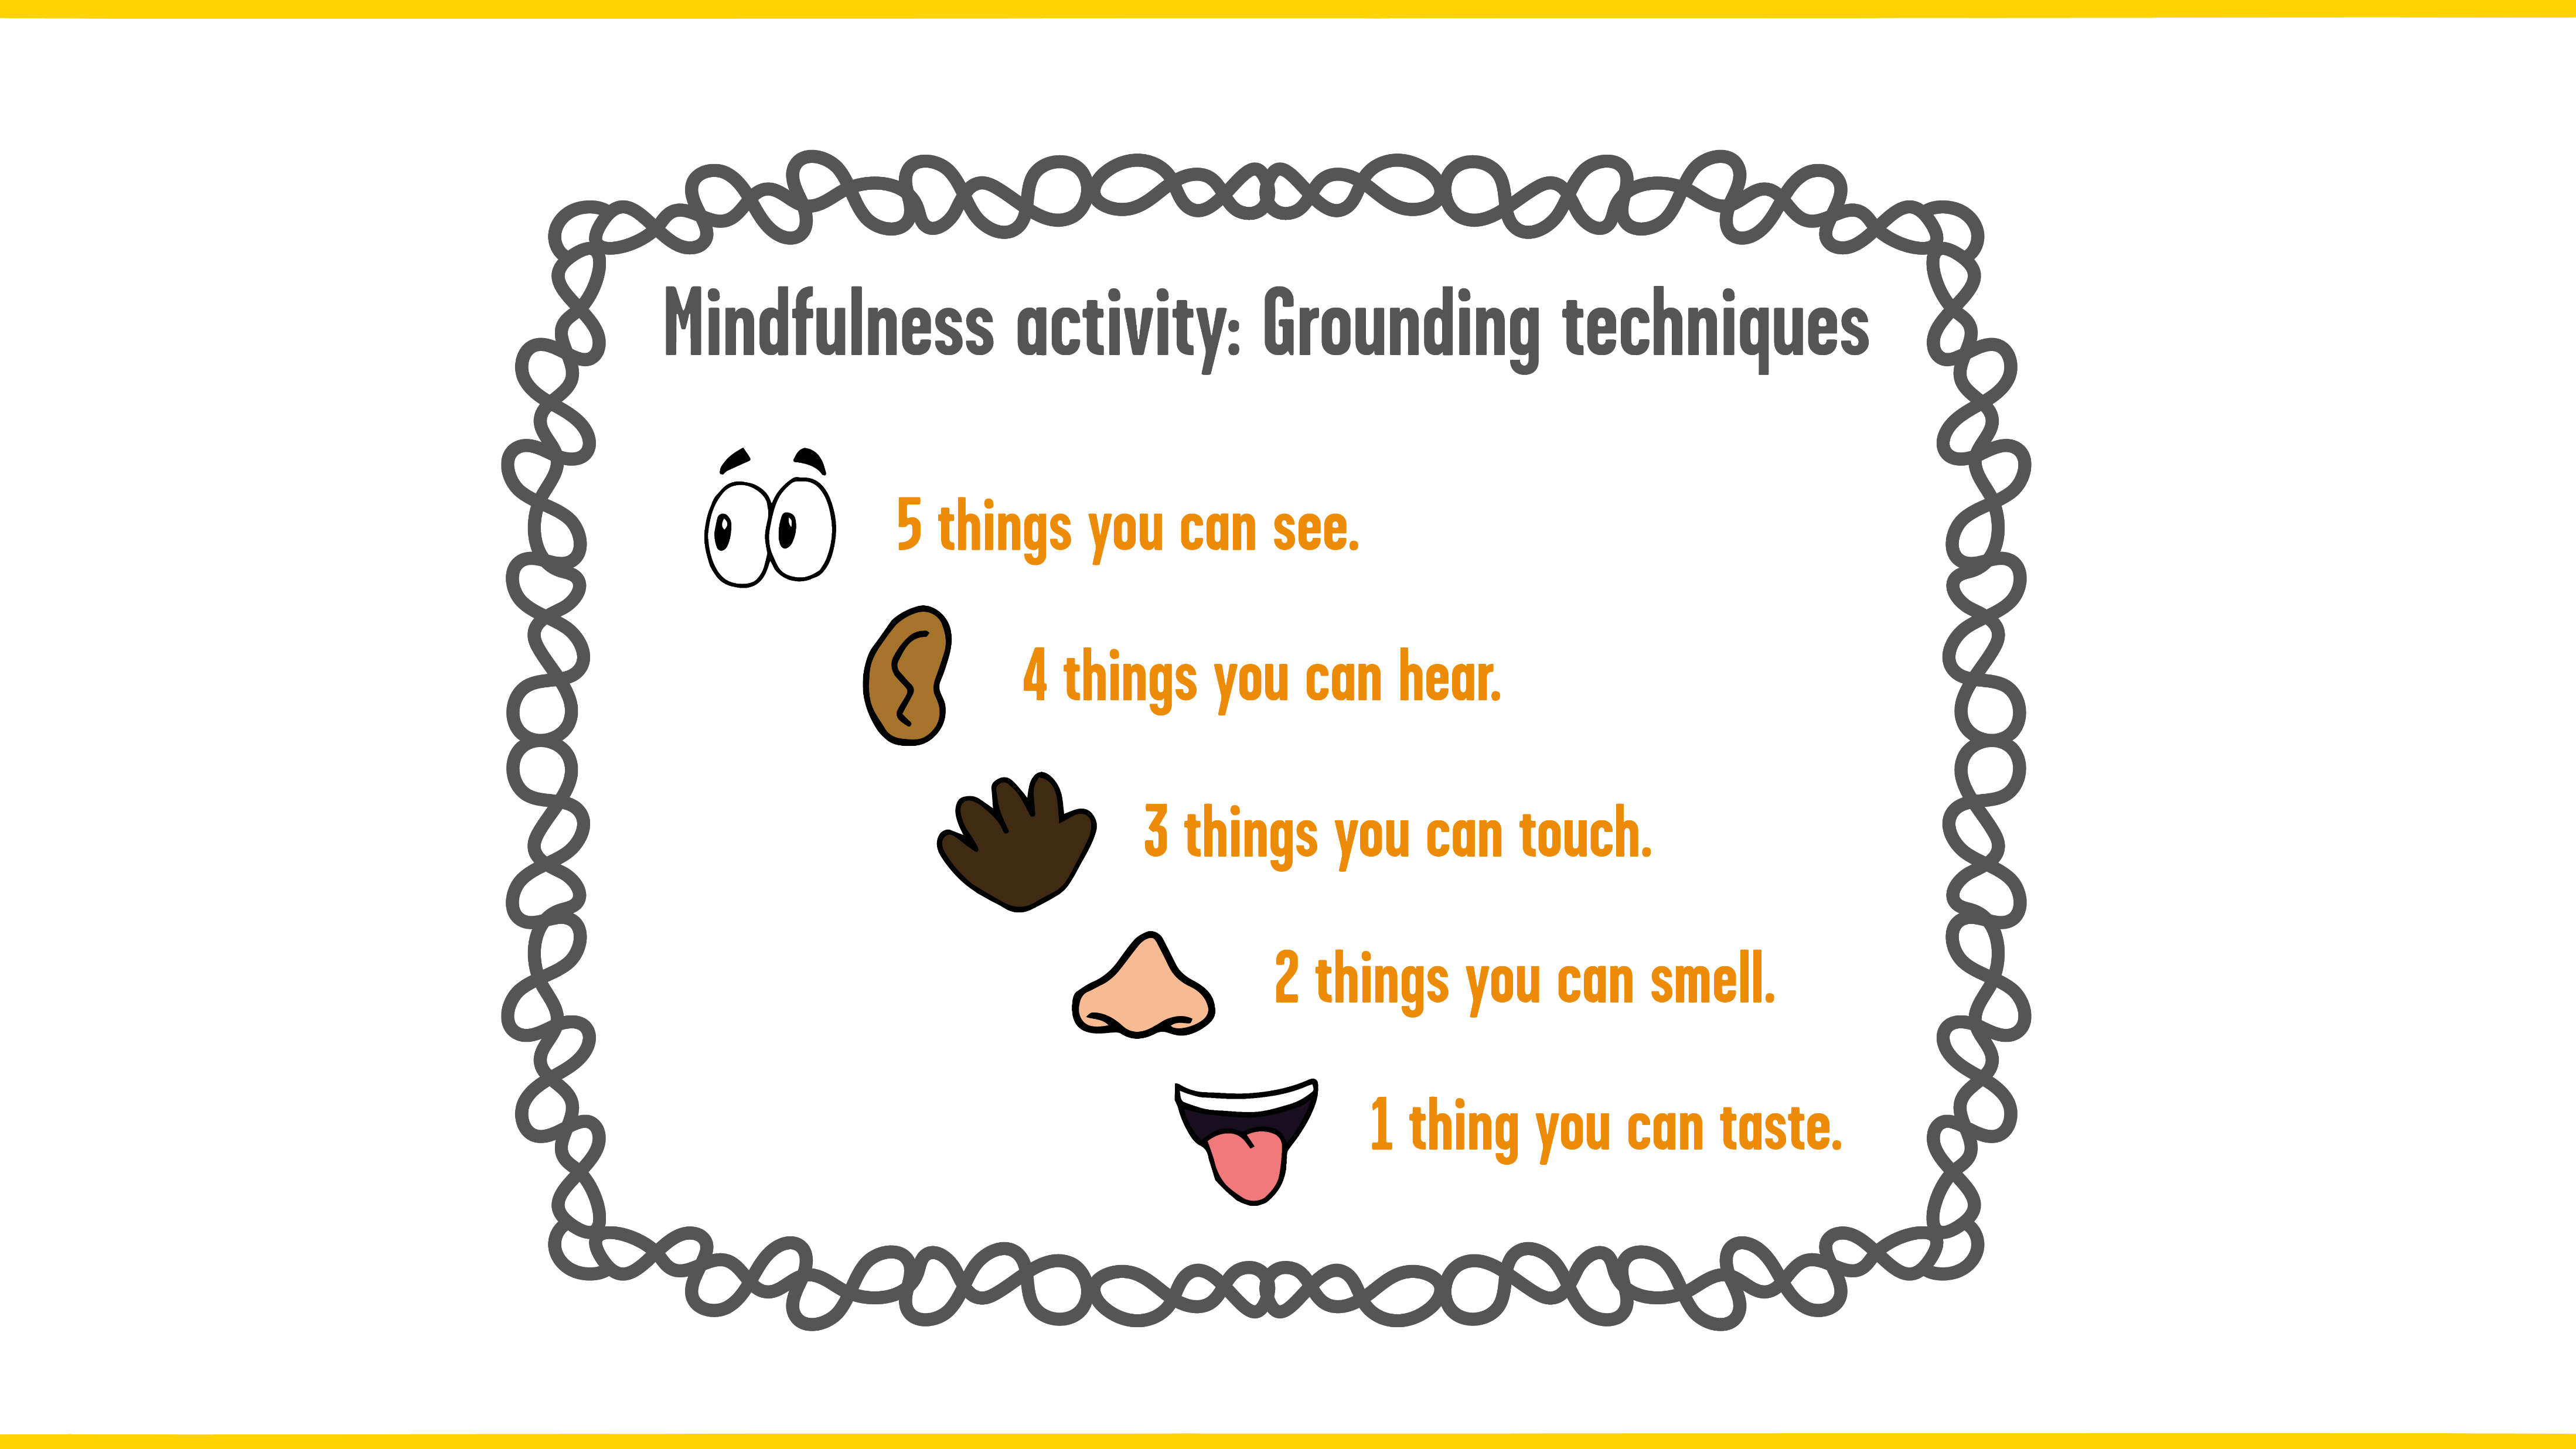 Mindfulness activity: Grounding techniques
5 things you can see.
4 things you can hear.
3 things you can touch.
2 things you can smell.
1 thing you can taste.